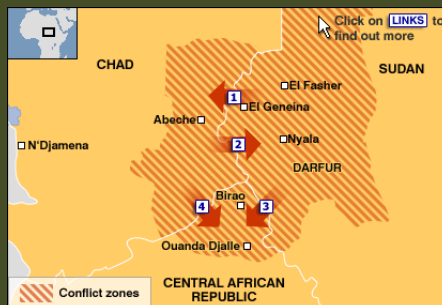 Click on LINKS to
find out more
CHAD
SUDAN
El Fasher
1
El Geneina
Abeche
2
Nyala
N'Djamena
DARFUR
Birao
4
3
Ouanda Djalle
Conflict zones
CENTRAL AFRICAN
REPUBLIC